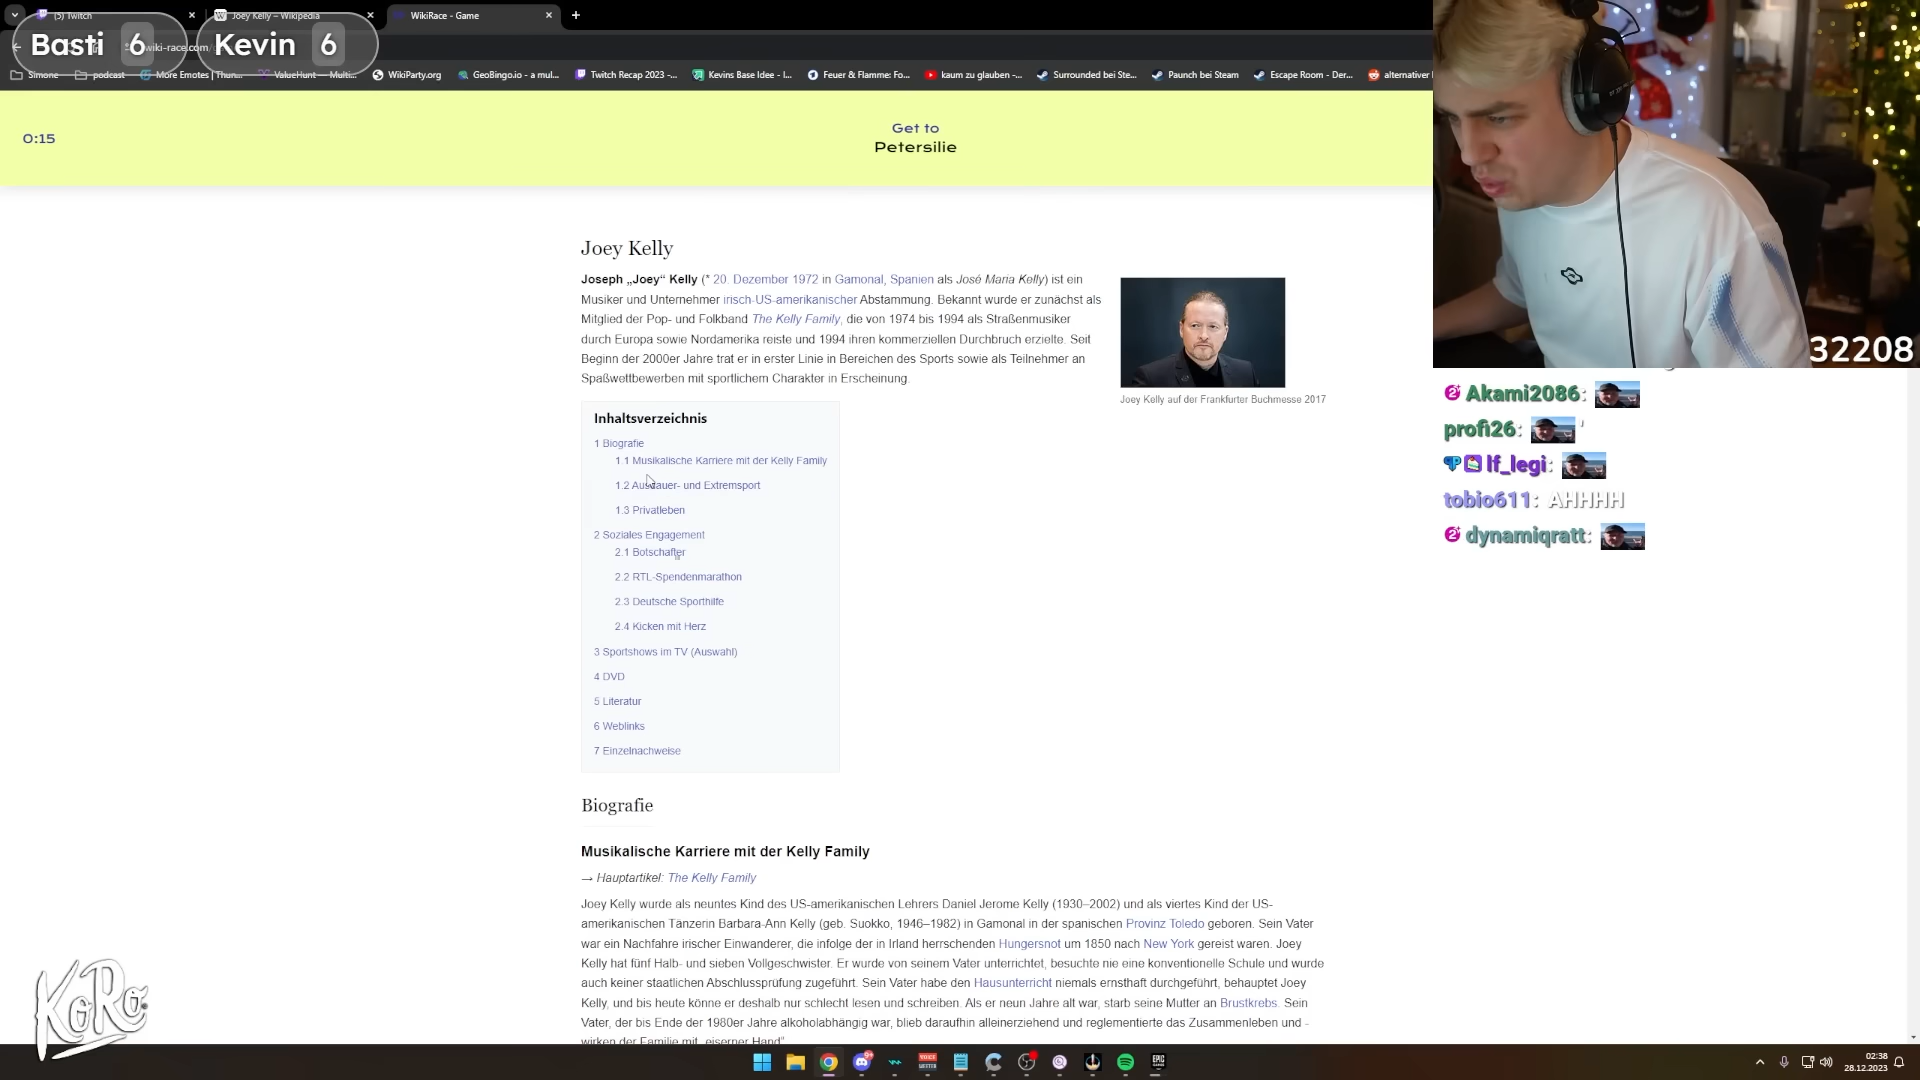 (5) Twitch
Joey Kelly – Wikipedia
WikiRace - Game
Basti 6
Kevin 6
wiki-race.com/
Simone
podcast
More Emotes | Thun...
ValueHunt — Multi...
WikiParty.org
GeoBingo.io - a mul...
Twitch Recap 2023 -...
Kevins Base Idee - l...
Feuer & Flamme: Fo...
kaum zu glauben -...
Surrounded bei Ste...
Paunch bei Steam
Escape Room - Der...
alternativer
0:15
Get to
Petersilie
Joey Kelly
Joseph „Joey“ Kelly (* 20. Dezember 1972 in Gamonal, Spanien als José Maria Kelly) ist ein
Musiker und Unternehmer irisch-US-amerikanischer Abstammung. Bekannt wurde er zunächst als
Mitglied der Pop- und Folkband The Kelly Family, die von 1974 bis 1994 als Straßenmusiker
durch Europa sowie Nordamerika reiste und 1994 ihren kommerziellen Durchbruch erzielte. Seit
Beginn der 2000er Jahre trat er in erster Linie in Bereichen des Sports sowie als Teilnehmer an
Spaßwettbewerben mit sportlichem Charakter in Erscheinung.
Joey Kelly auf der Frankfurter Buchmesse 2017
Inhaltsverzeichnis
1 Biografie
1.1 Musikalische Karriere mit der Kelly Family
1.2 Ausdauer- und Extremsport
1.3 Privatleben
2 Soziales Engagement
2.1 Botschafter
2.2 RTL-Spendenmarathon
2.3 Deutsche Sporthilfe
2.4 Kicken mit Herz
3 Sportshows im TV (Auswahl)
4 DVD
5 Literatur
6 Weblinks
7 Einzelnachweise
Biografie
Musikalische Karriere mit der Kelly Family
→ Hauptartikel: The Kelly Family
Joey Kelly wurde als neuntes Kind des US-amerikanischen Lehrers Daniel Jerome Kelly (1930–2002) und als viertes Kind der US-
amerikanischen Tänzerin Barbara-Ann Kelly (geb. Suokko, 1946–1982) in Gamonal in der spanischen Provinz Toledo geboren. Sein Vater
war ein Nachfahre irischer Einwanderer, die infolge der in Irland herrschenden Hungersnot um 1850 nach New York gereist waren. Joey
Kelly hat fünf Halb- und sieben Vollgeschwister. Er wurde von seinem Vater unterrichtet, besuchte nie eine konventionelle Schule und wurde
auch keiner staatlichen Abschlussprüfung zugeführt. Sein Vater habe den Hausunterricht niemals ernsthaft durchgeführt, behauptet Joey
Kelly, und bis heute könne er deshalb nur schlecht lesen und schreiben. Als er neun Jahre alt war, starb seine Mutter an Brustkrebs. Sein
Vater, der bis Ende der 1980er Jahre alkoholabhängig war, blieb daraufhin alleinerziehend und reglementierte das Zusammenleben und -
wirken der Familie mit „eiserner Hand“
32208
Akami2086:
profi26: '
lf_legi:
tobio611: AHHHH
dynamiqratt:
KoRo
02:38
28.12.2023